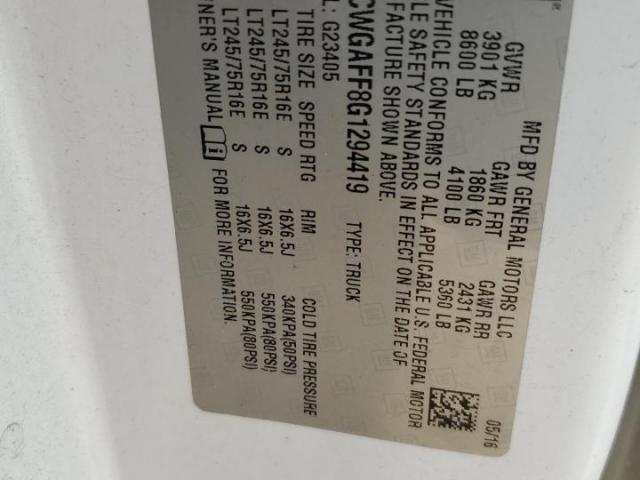 MFD BY GENERAL MOTORS LLC 05/16
GVWR GAWR FRT GAWR RR
3901 KG 1860 KG 2431 KG
8600 LB 4100 LB 5360 LB
VEHICLE CONFORMS TO ALL APPLICABLE U.S. FEDERAL MOTOR
LE SAFETY STANDARDS IN EFFECT ON THE DATE OF
FACTURE SHOWN ABOVE.
CWGAFF8G1294419 TYPE: TRUCK
L: G23405
TIRE SIZE SPEED RTG RIM COLD TIRE PRESSURE
LT245/75R16E S 16X6.5J 340KPA(50PSI)
LT245/75R16E S 16X6.5J 550KPA(80PSI)
LT245/75R16E S 16X6.5J 550KPA(80PSI)
NER'S MANUAL i FOR MORE INFORMATION.